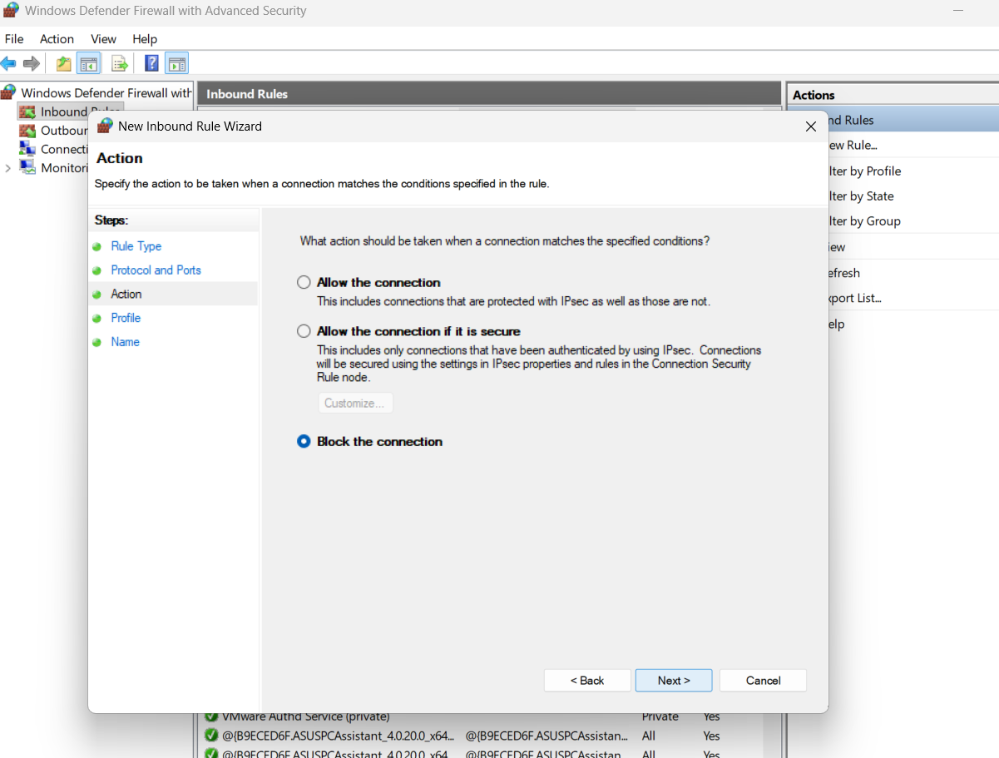 Windows Defender Firewall with Advanced Security
File Action View Help
Windows Defender Firewall with
Inbound Rules
Outbour
Connecti
Monitori
Inbound Rules
Actions
nd Rules
ew Rule...
lter by Profile
lter by State
lter by Group
iew
efresh
xport List...
elp
New Inbound Rule Wizard
Action
Specify the action to be taken when a connection matches the conditions specified in the rule.
Steps:
Rule Type
Protocol and Ports
Action
Profile
Name
What action should be taken when a connection matches the specified conditions?
Allow the connection
This includes connections that are protected with IPsec as well as those are not.
Allow the connection if it is secure
This includes only connections that have been authenticated by using IPsec. Connections
will be secured using the settings in IPsec properties and rules in the Connection Security
Rule node.
Customize...
Block the connection
< Back Next > Cancel
VMware Authd Service (private) Private Yes
@{B9ECED6F.ASUSPCAssistant_4.0.20.0_x64... @{B9ECED6F.ASUSPCAssistan... All Yes
@{B9ECED6F.ASUSPCAssistant_4.0.20.0_x64... @{B9ECED6F.ASUSPCAssistan... All Yes